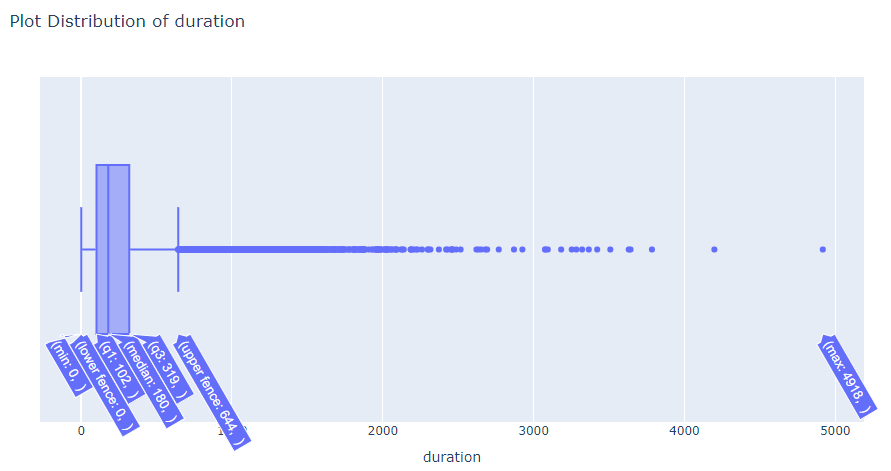 Plot Distribution of duration
(min: 0, )
(lower fence: 0, )
(q1: 102, )
(median: 180, )
(q3: 319, )
(upper fence: 644, )
(max: 4918, )
0
2000
3000
4000
5000
duration